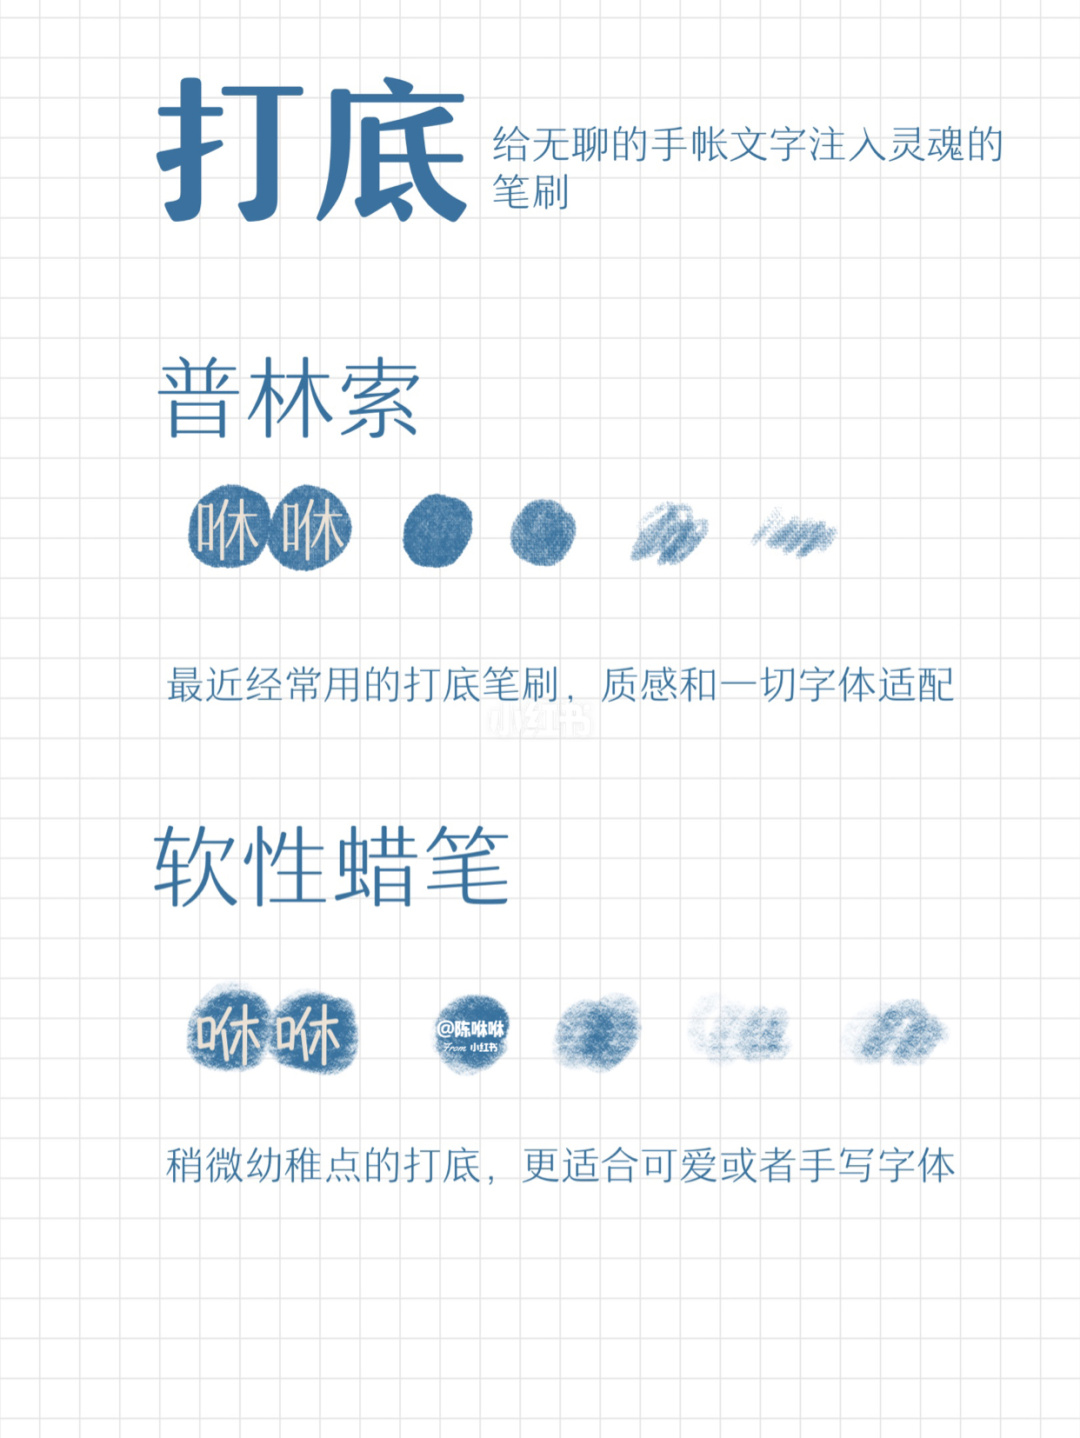 打底
给无聊的手帐文字注入灵魂的
笔刷
普林索
咻咻
最近经常用的打底笔刷，质感和一切字体适配
小红书
软性蜡笔
咻咻
@陈咻咻
From 小红书
稍微幼稚点的打底，更适合可爱或者手写字体